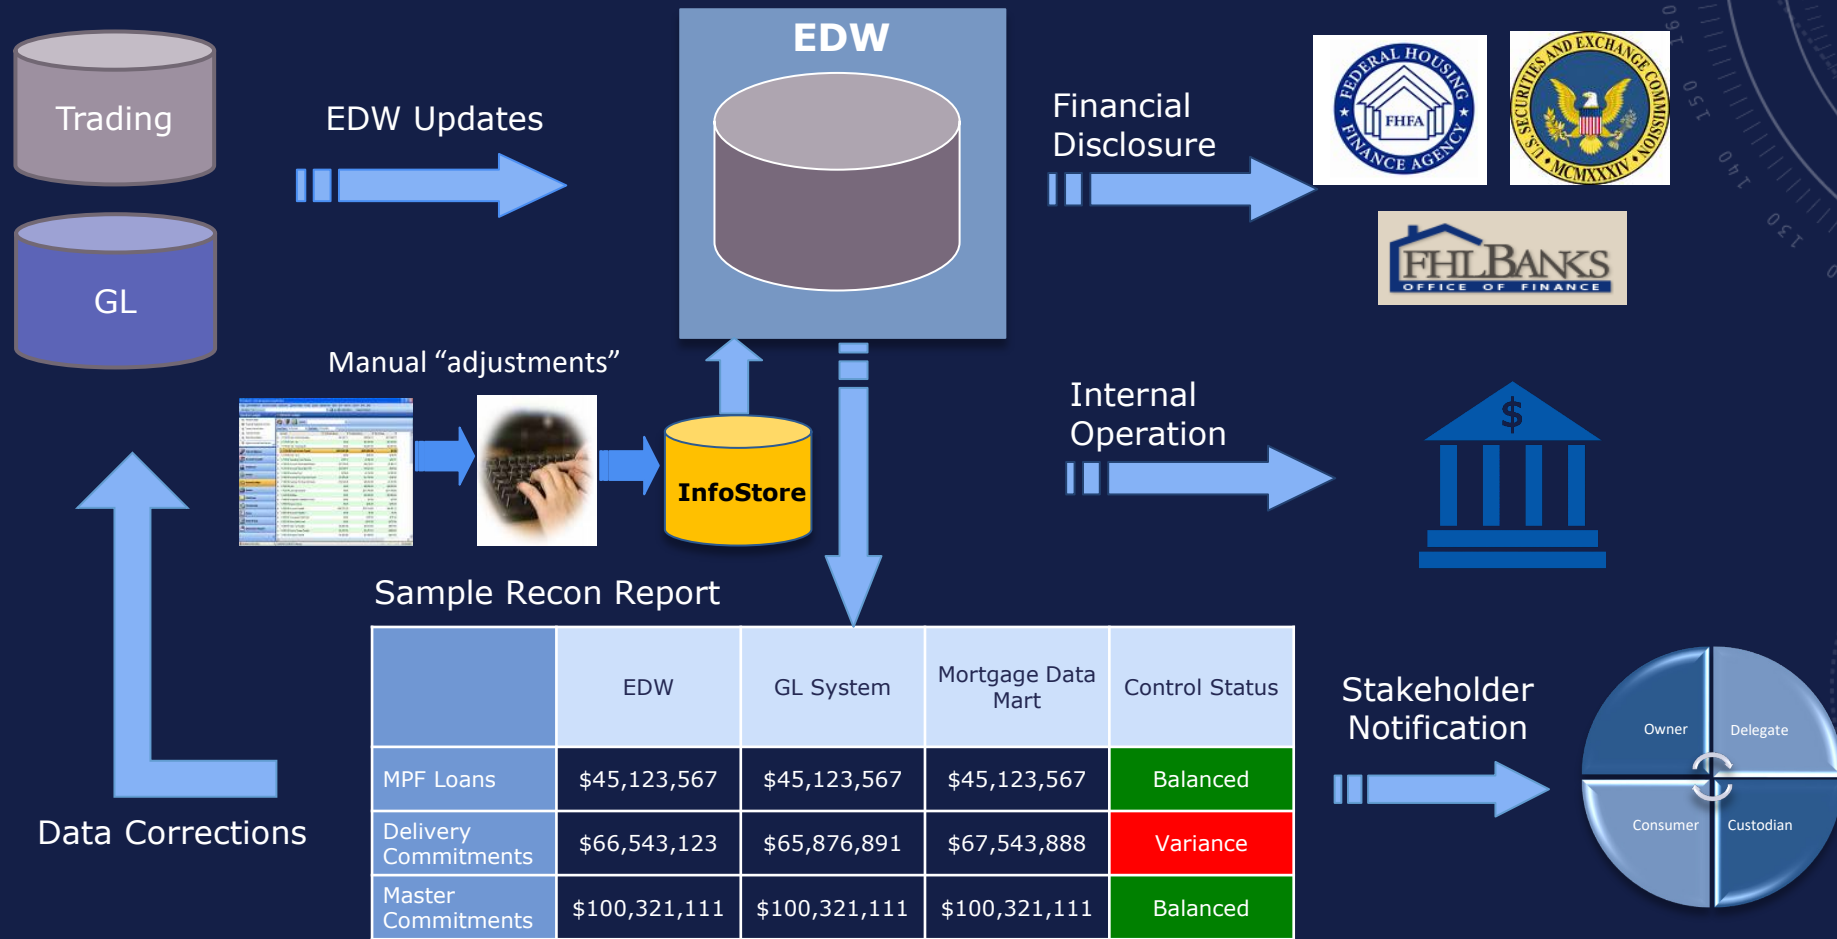 Trading
GL
EDW Updates
EDW
Financial
Disclosure
FEDERAL HOUSING
FINANCE AGENCY
FHFA
U.S. SECURITIES AND EXCHANGE COMMISSION
MCMXXXIV
FHLBANKS
OFFICE OF FINANCE
160
150
140
130
Manual “adjustments”
InfoStore
Internal
Operation
$
Sample Recon Report
EDW
GL System
Mortgage Data
Mart
Control Status
MPF Loans
$45,123,567
$45,123,567
$45,123,567
Balanced
Delivery
Commitments
$66,543,123
$65,876,891
$67,543,888
Variance
Master
Commitments
$100,321,111
$100,321,111
$100,321,111
Balanced
Data Corrections
Stakeholder
Notification
Owner
Delegate
Consumer
Custodian